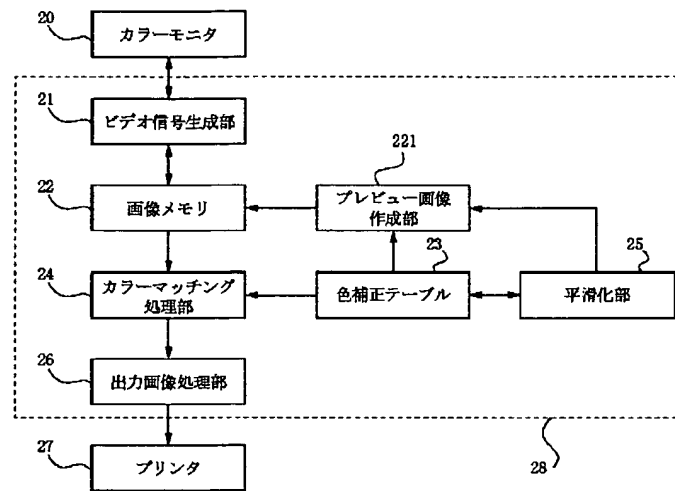 20
カラーモニタ
21
ビデオ信号生成部
221
22
画像メモリ
プレビュー画像
作成部
23
25
24
カラーマッチング
処理部
色補正テーブル
平滑化部
26
出力画像処理部
27
プリンタ
28